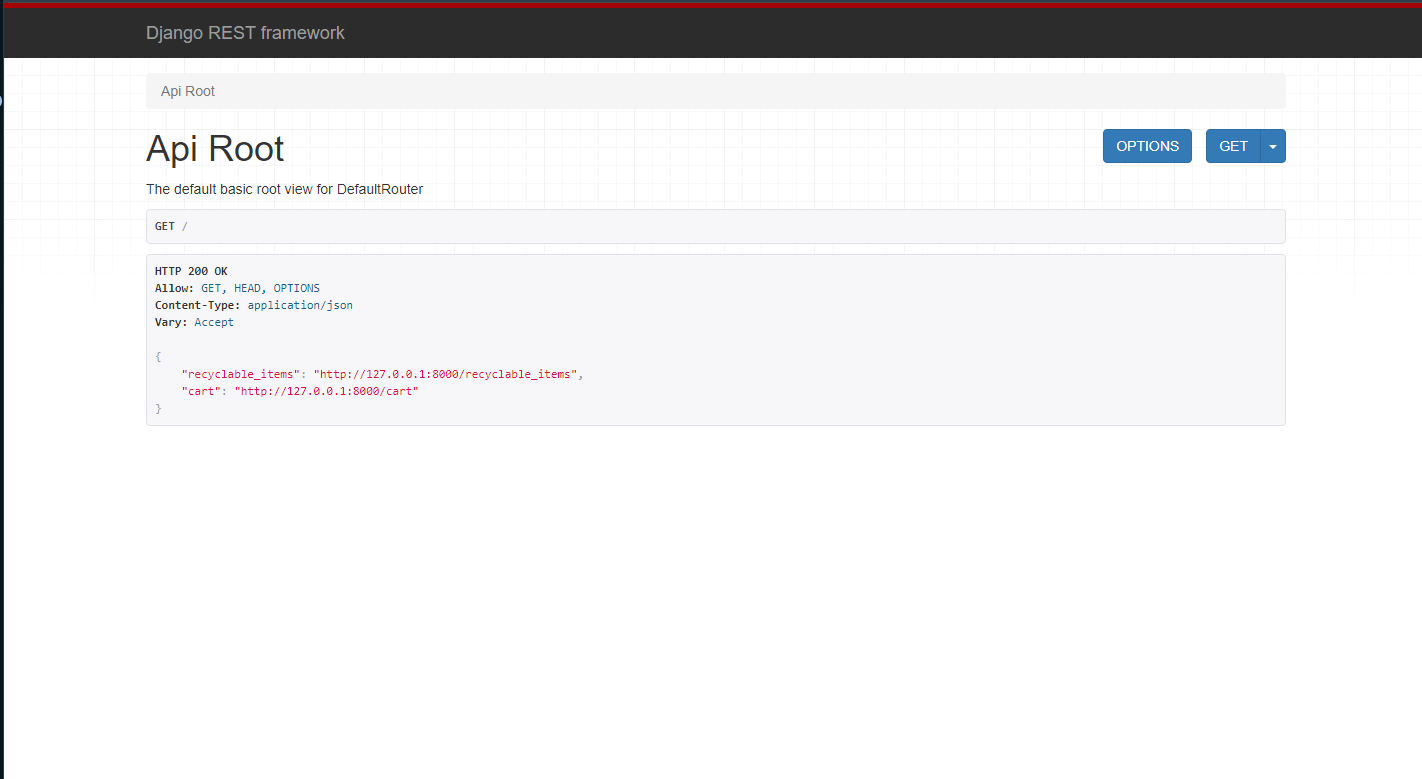 Django REST framework
Api Root
Api Root
OPTIONS
GET
The default basic root view for DefaultRouter
GET /
HTTP 200 OK
Allow: GET, HEAD, OPTIONS
Content-Type: application/json
Vary: Accept
{
    "recyclable_items": "http://127.0.0.1:8000/recyclable_items",
    "cart": "http://127.0.0.1:8000/cart"
}